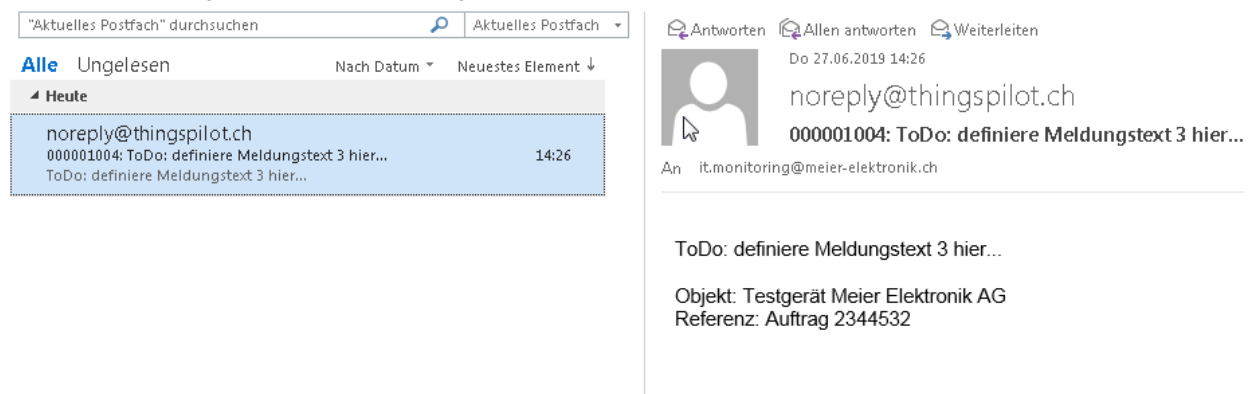 "Aktuelles Postfach" durchsuchen
Aktuelles Postfach
Alle Ungelesen Nach Datum Neuestes Element ↓
Heute
noreply@thingspilot.ch
000001004: ToDo: definiere Meldungstext 3 hier... 14:26
ToDo: definiere Meldungstext 3 hier...
Antworten Allen antworten Weiterleiten
Do 27.06.2019 14:26
noreply@thingspilot.ch
000001004: ToDo: definiere Meldungstext 3 hier...
An it.monitoring@meier-elektronik.ch
ToDo: definiere Meldungstext 3 hier...
Objekt: Testgerät Meier Elektronik AG
Referenz: Auftrag 2344532